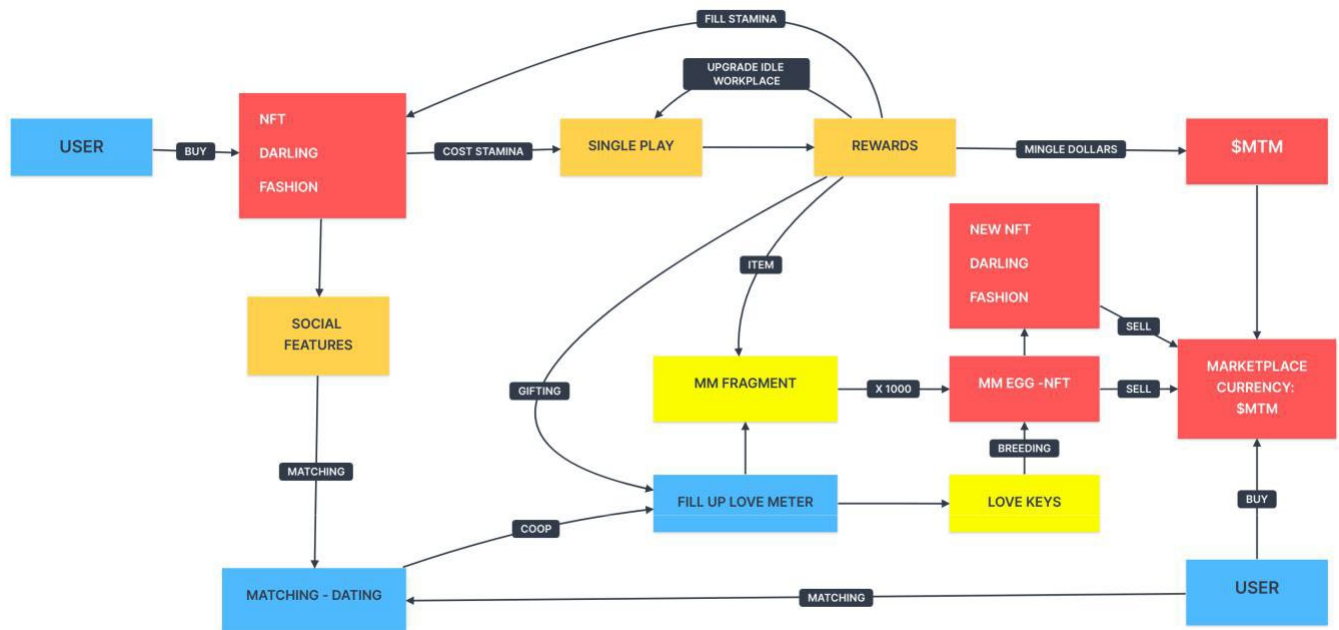 FILL STAMINA
UPGRADE IDLE
WORKPLACE
USER
BUY
NFT
DARLING
FASHION
COST STAMINA
SINGLE PLAY
REWARDS
MINGLE DOLLARS
$MTM
NEW NFT
DARLING
FASHION
ITEM
SOCIAL
FEATURES
SELL
MM FRAGMENT
X 1000
MM EGG -NFT
SELL
MARKETPLACE
CURRENCY:
$MTM
GIFTING
BREEDING
MATCHING
FILL UP LOVE METER
LOVE KEYS
BUY
COOP
MATCHING - DATING
MATCHING
USER